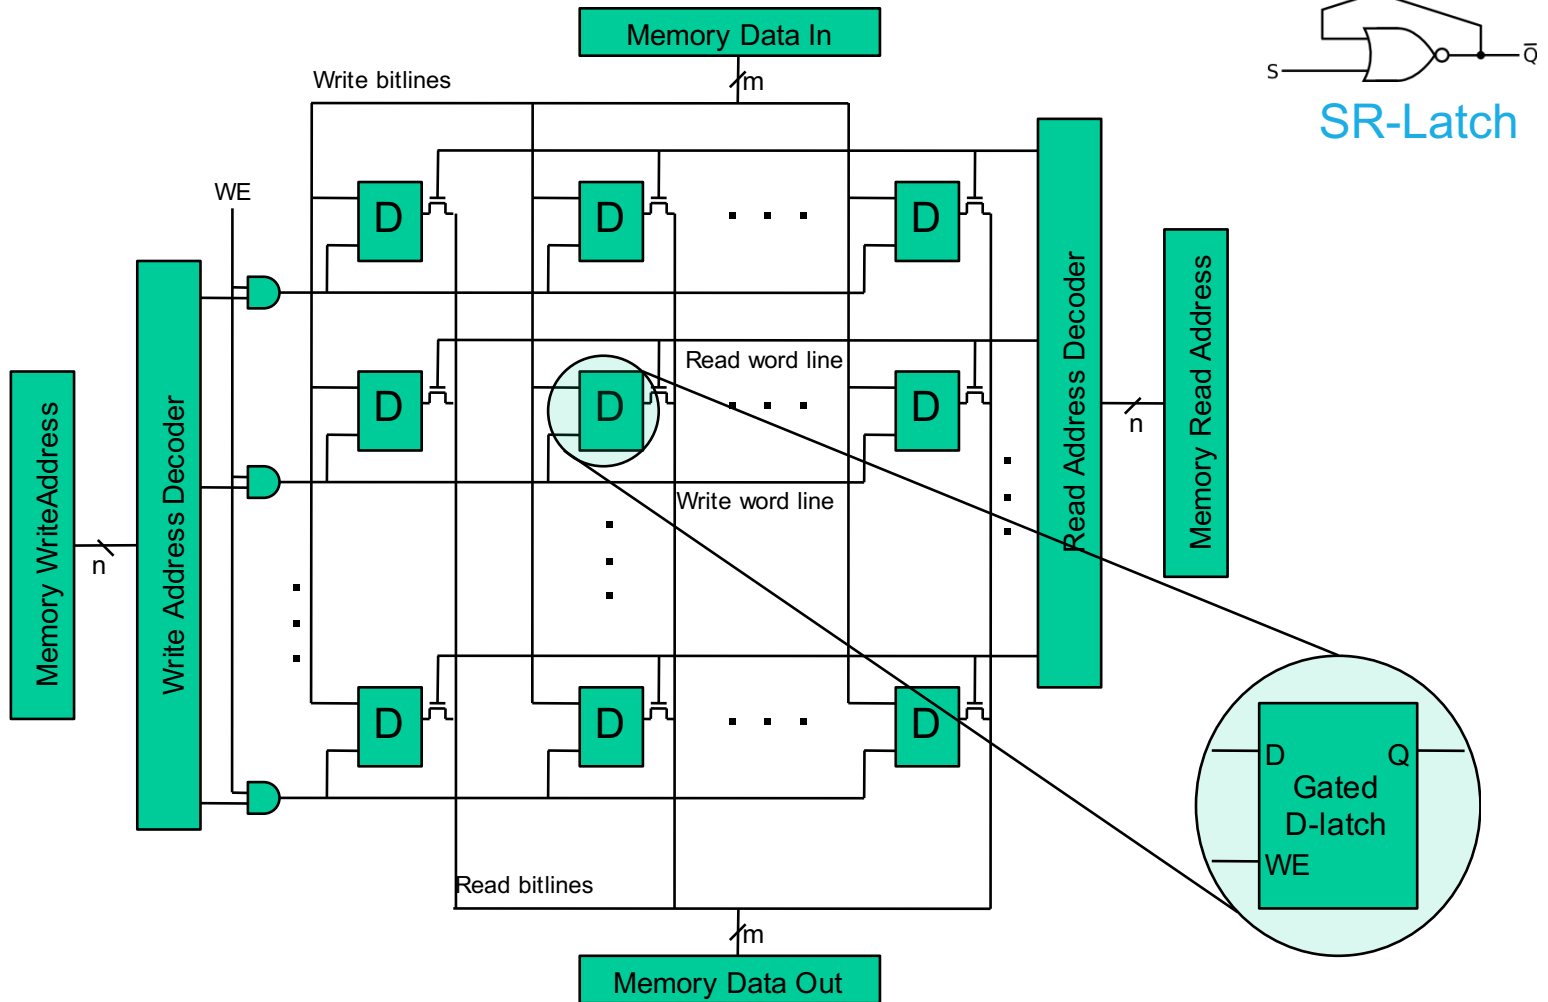 Memory Data In
m
Write bitlines
S
Q̄
SR-Latch
WE
D
D
D
Read word line
D
D
D
Write word line
Memory WriteAddress
n
Write Address Decoder
Read Address Decoder
n
Memory Read Address
D
D
D
D
Q
Gated
D-latch
WE
Read bitlines
m
Memory Data Out